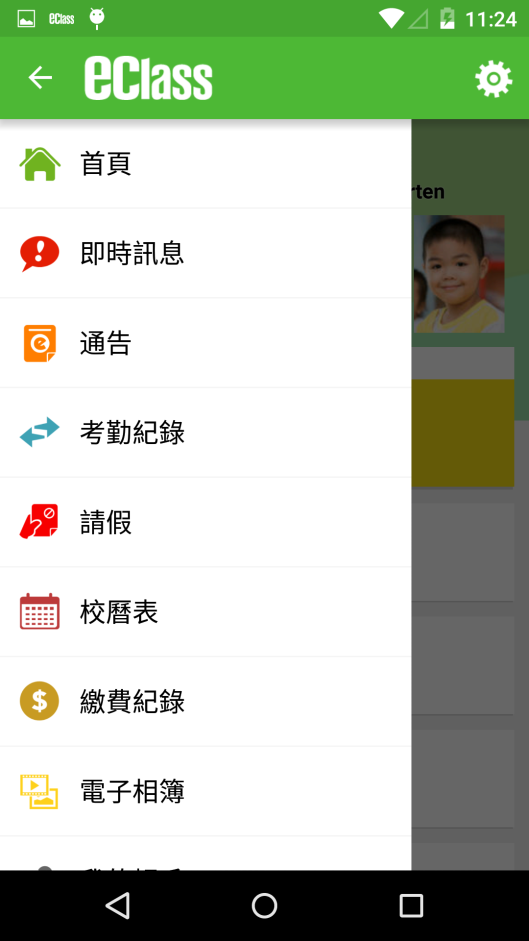 eClass 11:24
eClass
首頁
rten
即時訊息
通告
考勤紀錄
請假
校曆表
$ 繳費紀錄
電子相簿